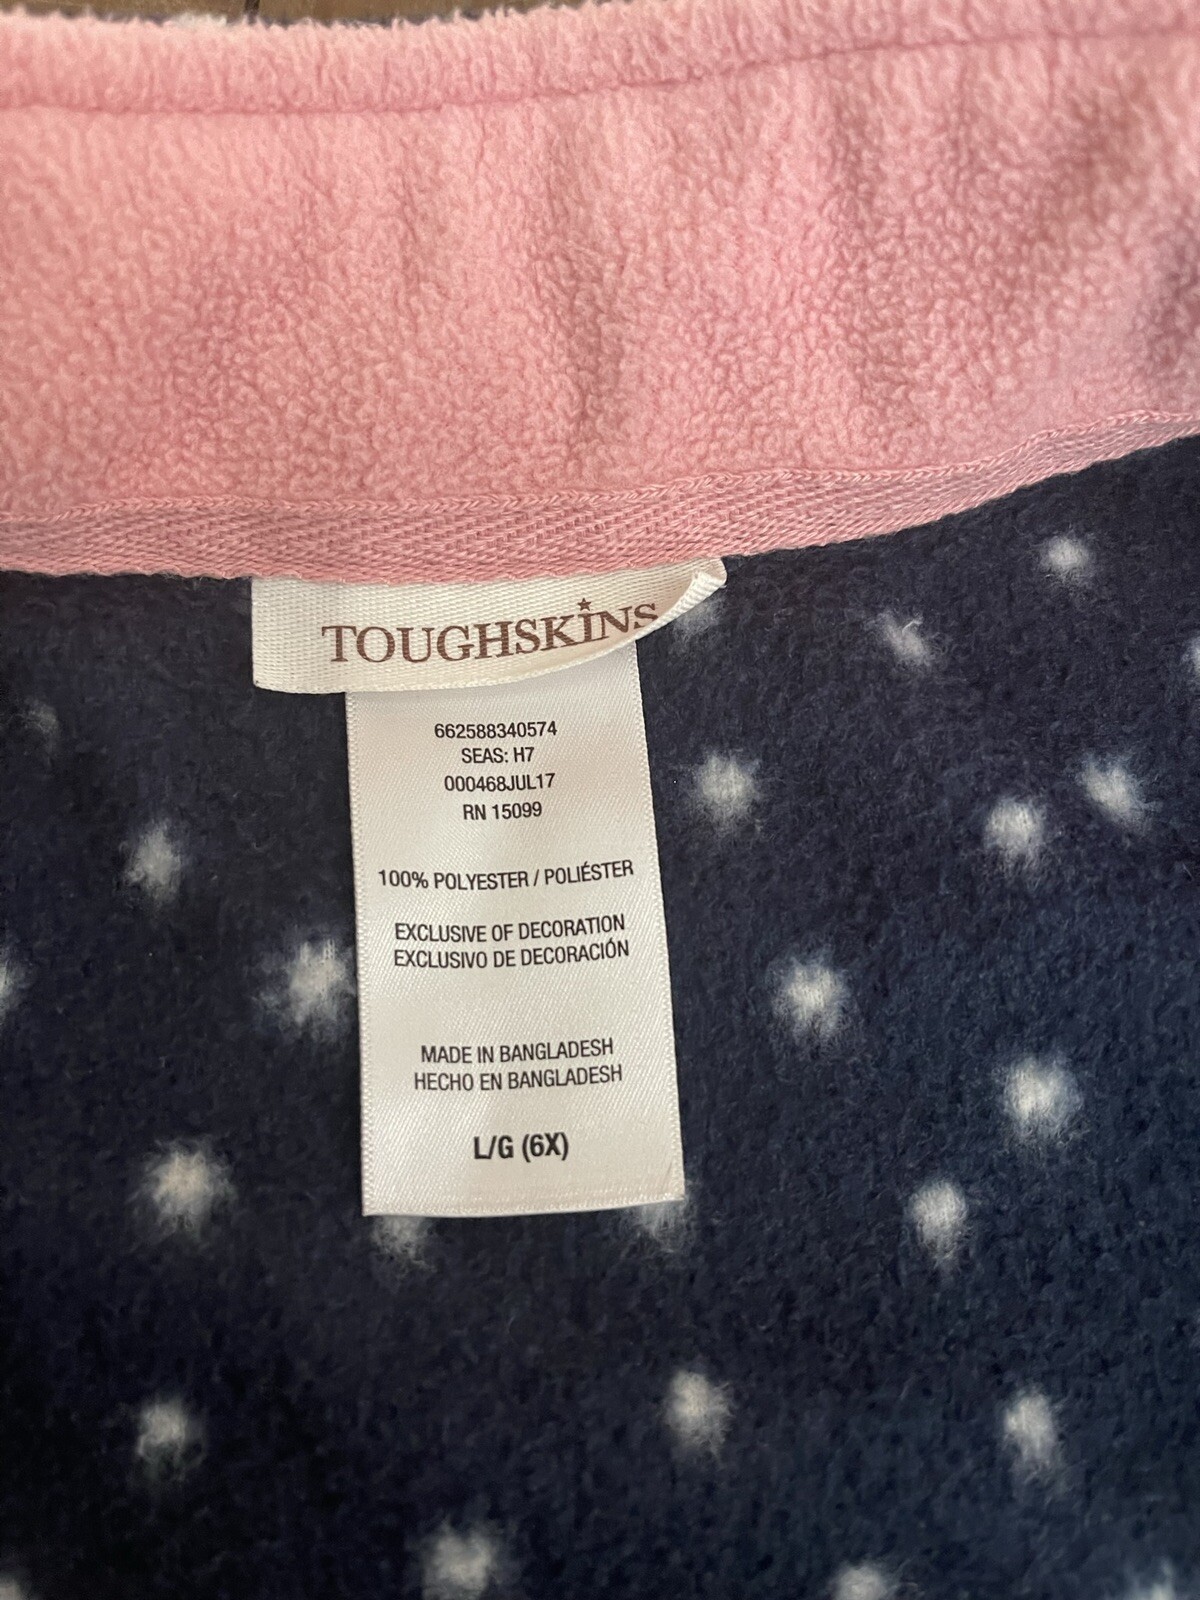 TOUGHSKINS
662588340574
SEAS: H7
000468JUL17
RN 15099
100% POLYESTER / POLIÉSTER
EXCLUSIVE OF DECORATION
EXCLUSIVO DE DECORACIÓN
MADE IN BANGLADESH
HECHO EN BANGLADESH
L/G (6X)